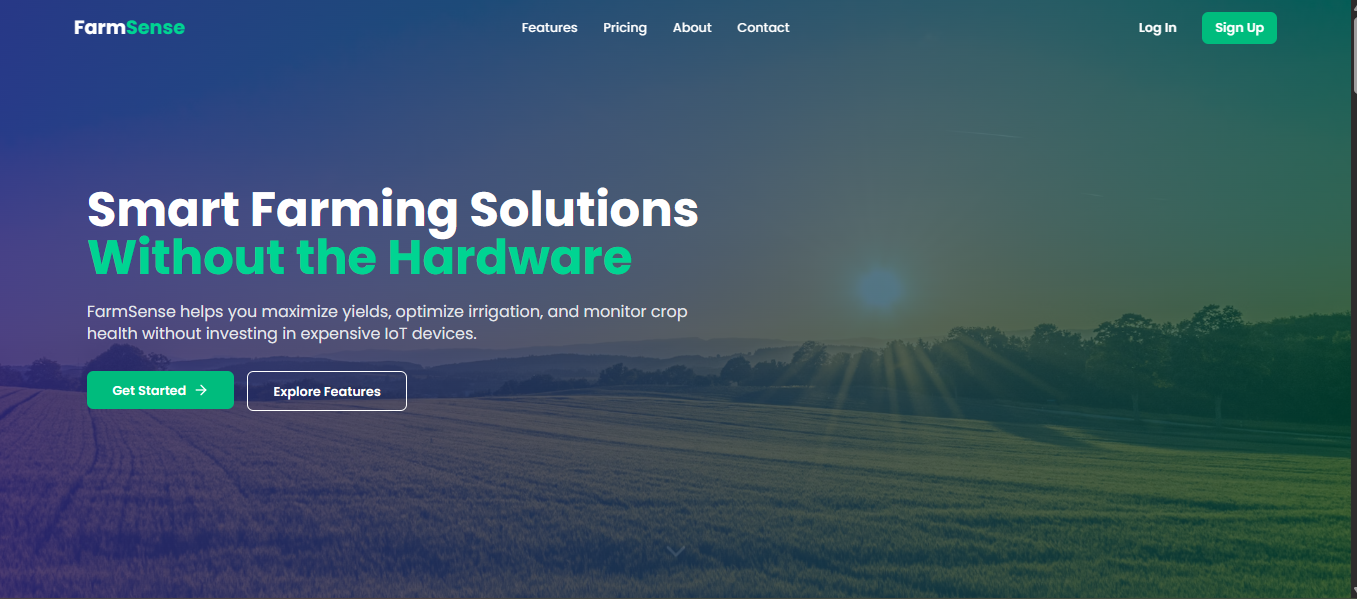 FarmSense
Features Pricing About Contact
Log In Sign Up
Smart Farming Solutions
Without the Hardware
FarmSense helps you maximize yields, optimize irrigation, and monitor crop
health without investing in expensive IoT devices.
Get Started →
Explore Features